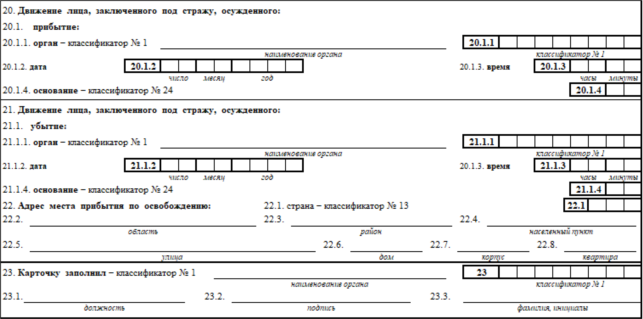 20. Движение лица, заключенного под стражу, осужденного:
20.1. прибытие:
20.1.1. орган – классификатор № 1 20.1.1
наименования органа классификатор № 1
20.1.2. дата 20.1.2 20.1.3. время 20.1.3
число месяц год часы минуты
20.1.4. основание – классификатор № 24 20.1.4
21. Движение лица, заключенного под стражу, осужденного:
21.1. убытие:
21.1.1. орган – классификатор № 1 21.1.1
наименования органа классификатор № 1
21.1.2. дата 21.1.2 20.1.3. время 21.1.3
число месяц год часы минуты
21.1.4. основание – классификатор № 24 21.1.4
22. Адрес места прибытия по освобождению: 22.1. страна – классификатор № 13 22.1
22.2. 22.3. 22.4.
область район населенный пункт
22.5. 22.6. 22.7. 22.8.
улица дом корпус квартира
23. Карточку заполнил – классификатор № 1 23
наименования органа классификатор № 1
23.1. 23.2. 23.3.
должность подпись фамилия, инициалы